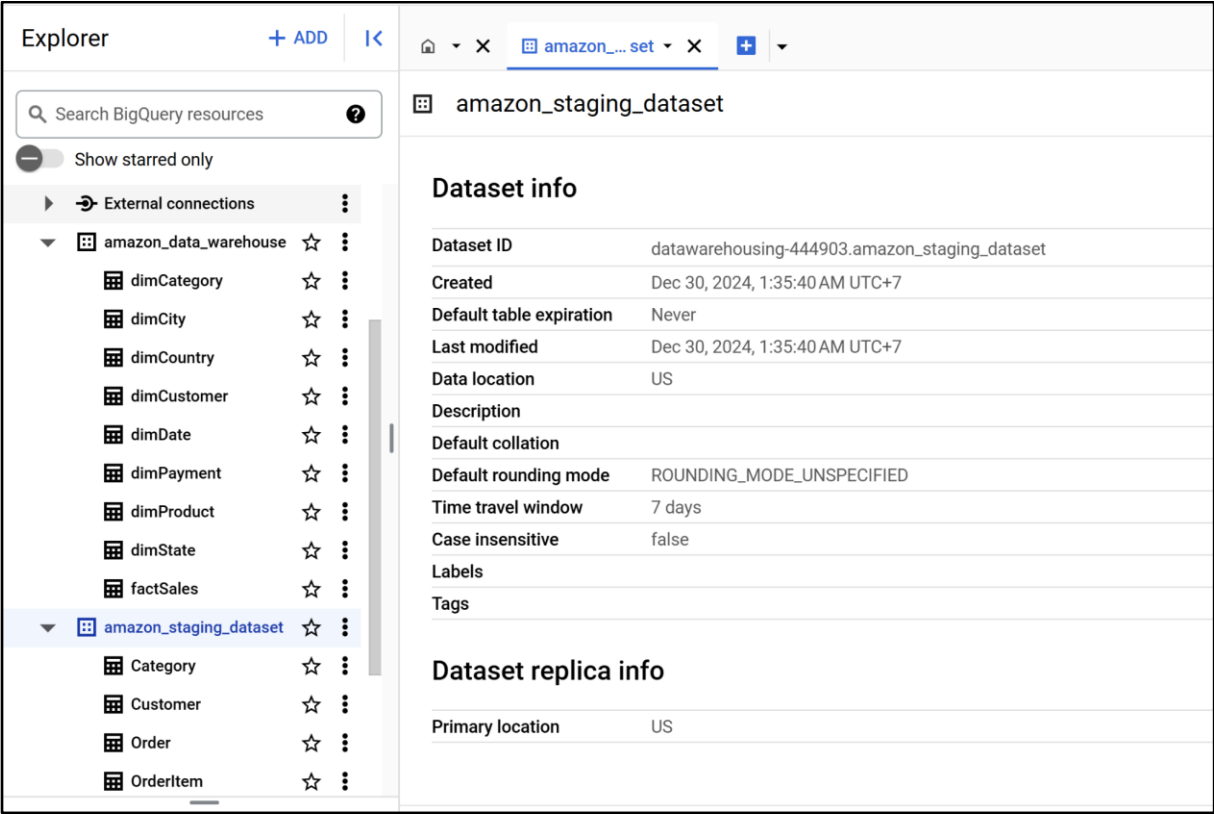 Explorer
+ ADD
Search BigQuery resources
Show starred only
External connections
amazon_data_warehouse
dimCategory
dimCity
dimCountry
dimCustomer
dimDate
dimPayment
dimProduct
dimState
factSales
amazon_staging_dataset
Category
Customer
Order
OrderItem
amazon_... set
amazon_staging_dataset
Dataset info
Dataset ID datawarehousing-444903.amazon_staging_dataset
Created Dec 30, 2024, 1:35:40 AM UTC+7
Default table expiration Never
Last modified Dec 30, 2024, 1:35:40 AM UTC+7
Data location US
Description
Default collation
Default rounding mode ROUNDING_MODE_UNSPECIFIED
Time travel window 7 days
Case insensitive false
Labels
Tags
Dataset replica info
Primary location US